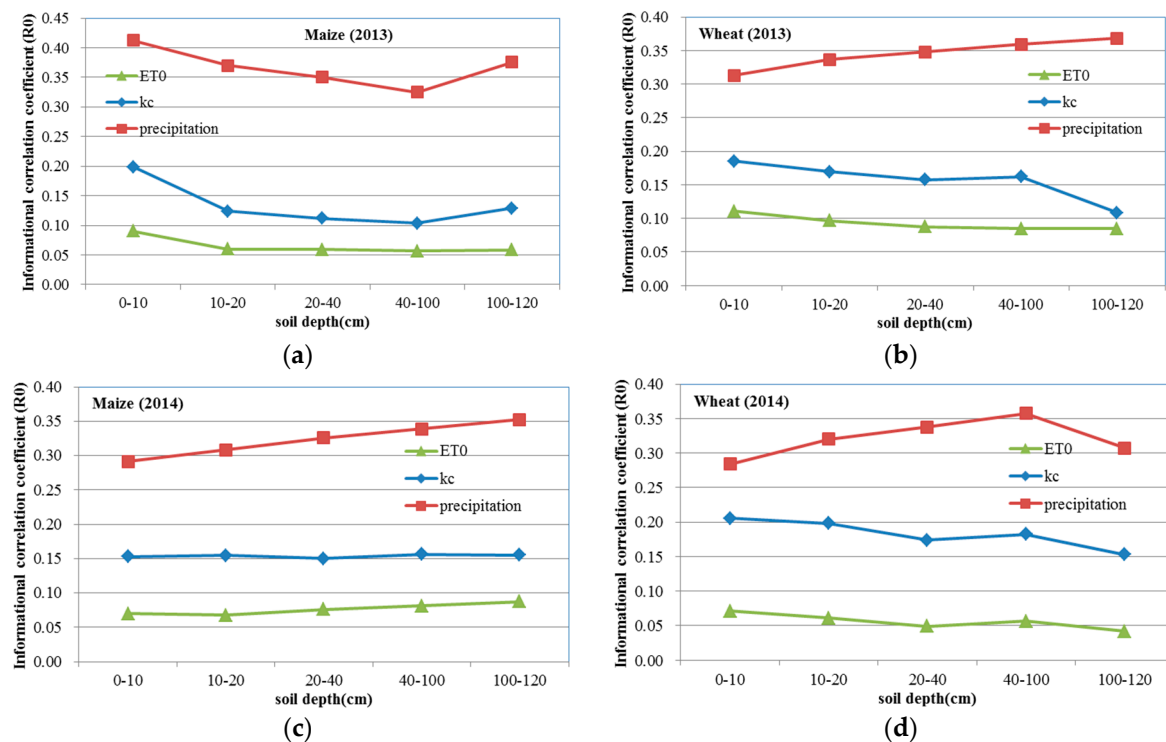 Maize (2013)
Informational correlation coefficient (R0)
0.45
0.40
0.35
0.30
0.25
0.20
0.15
0.10
0.05
0.00
ET0
kc
precipitation
0-10 10-20 20-40 40-100 100-120
soil depth(cm)
(a)
Wheat (2013)
Informational correlation coefficient (R0)
0.40
0.35
0.30
0.25
0.20
0.15
0.10
0.05
0.00
ET0
kc
precipitation
0-10 10-20 20-40 40-100 100-120
soil depth(cm)
(b)
Maize (2014)
Informational correlation coefficient (R0)
0.40
0.35
0.30
0.25
0.20
0.15
0.10
0.05
0.00
ET0
kc
precipitation
0-10 10-20 20-40 40-100 100-120
soil depth(cm)
(c)
Wheat (2014)
Informational correlation coefficient (R0)
0.40
0.35
0.30
0.25
0.20
0.15
0.10
0.05
0.00
ET0
kc
precipitation
0-10 10-20 20-40 40-100 100-120
soil depth(cm)
(d)